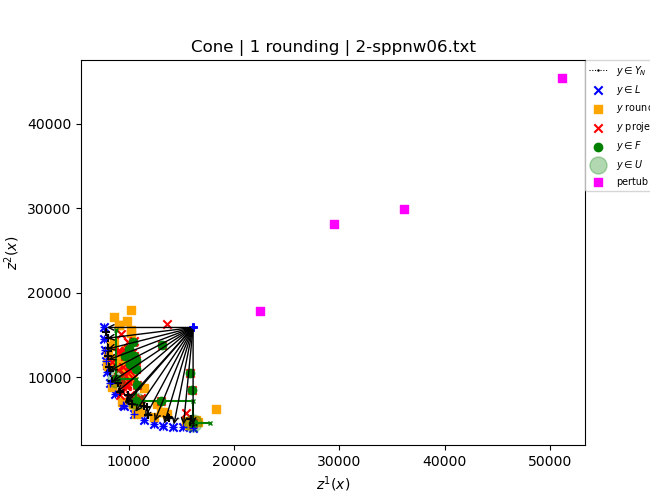 Cone | 1 rounding | 2-sppnw06.txt
z²(x)
40000
30000
20000
10000
10000 20000 30000 40000 50000
z¹(x)
y ∈ Y_N
y ∈ L
y roun
y proje
y ∈ F
y ∈ U
pertub